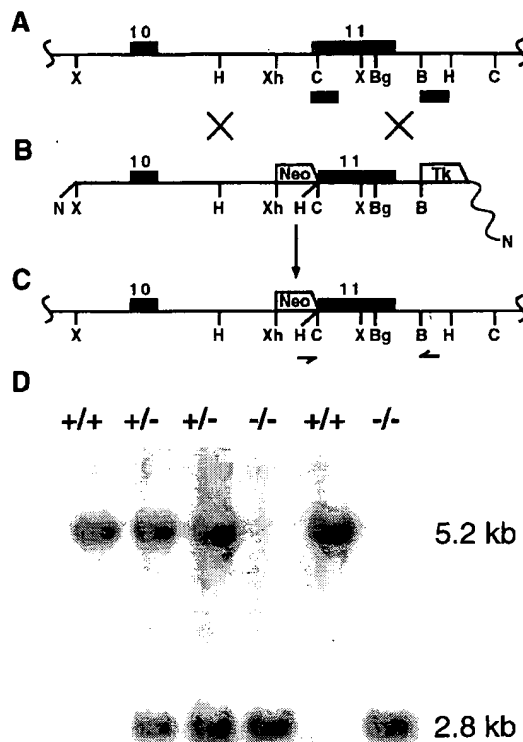 A
10 11
X H Xh C X Bg B H C
B
10 Neo 11 Tk
N X H Xh H C X Bg B N
C
10 Neo 11
X H Xh H C X Bg B H C
D
+/+ +/- +/- -/- +/+ -/-
5.2 kb
2.8 kb